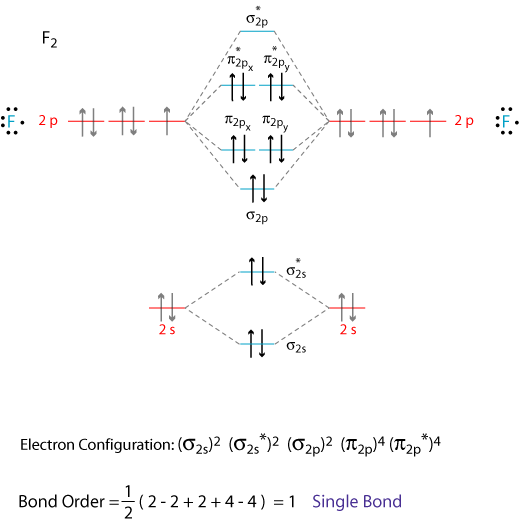 σ*2p
F2
π*2px π*2py
F 2 p 2 p F
π2px π2py
σ2p
σ*2s
2 s 2 s
σ2s
Electron Configuration: (σ2s)2 (σ2s*)2 (σ2p)2 (π2p)4 (π2p*)4
Bond Order = 1/2 ( 2 - 2 + 2 + 4 - 4 ) = 1 Single Bond